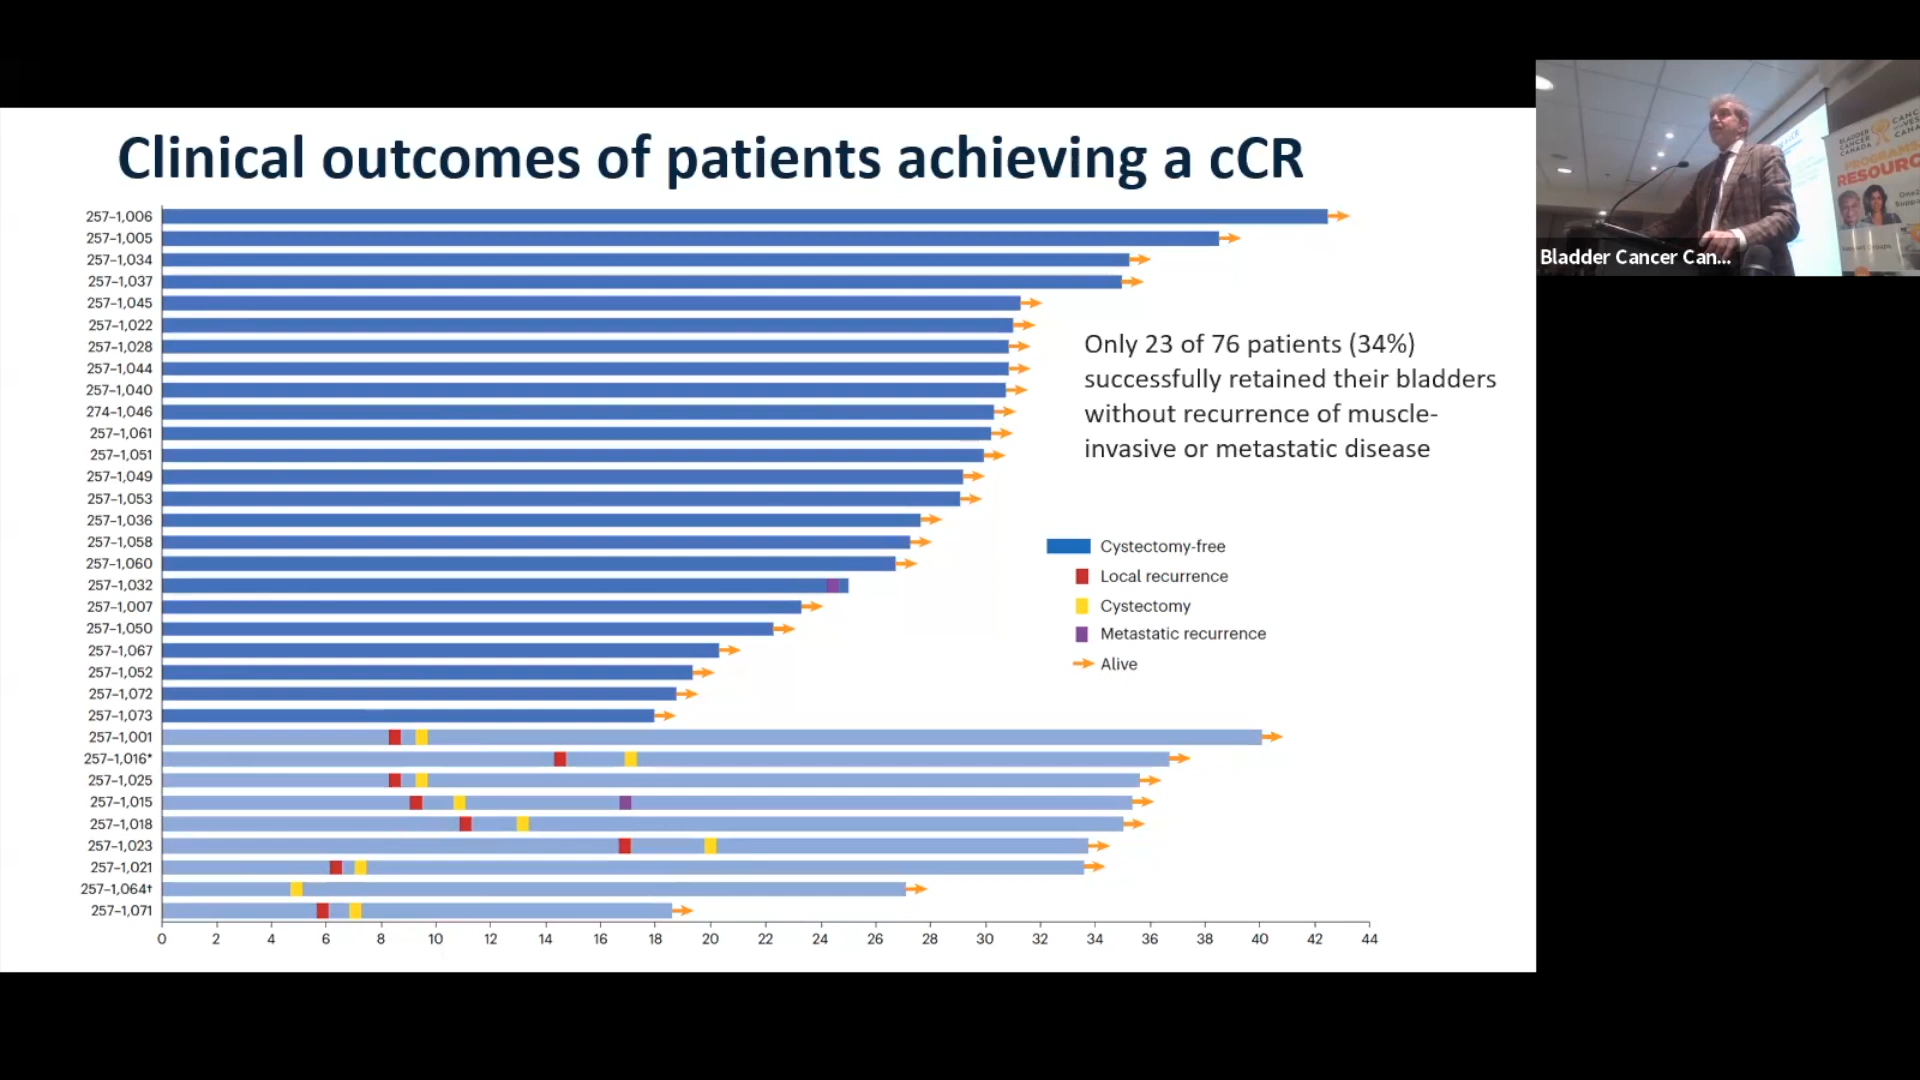 Clinical outcomes of patients achieving a cCR
257–1,006
257–1,005
257–1,034
257–1,037
257–1,045
257–1,022
257–1,028
257–1,044
257–1,040
274–1,046
257–1,061
257–1,051
257–1,049
257–1,053
257–1,036
257–1,058
257–1,060
257–1,032
257–1,007
257–1,050
257–1,067
257–1,052
257–1,072
257–1,073
257–1,001
257–1,016*
257–1,025
257–1,015
257–1,018
257–1,023
257–1,021
257–1,064†
257–1,071
0 2 4 6 8 10 12 14 16 18 20 22 24 26 28 30 32 34 36 38 40 42 44
Only 23 of 76 patients (34%)
successfully retained their bladders
without recurrence of muscle-
invasive or metastatic disease
Cystectomy-free
Local recurrence
Cystectomy
Metastatic recurrence
Alive
BLADDER
CANCER
CANADA
RESOURC
Bladder Cancer Can...